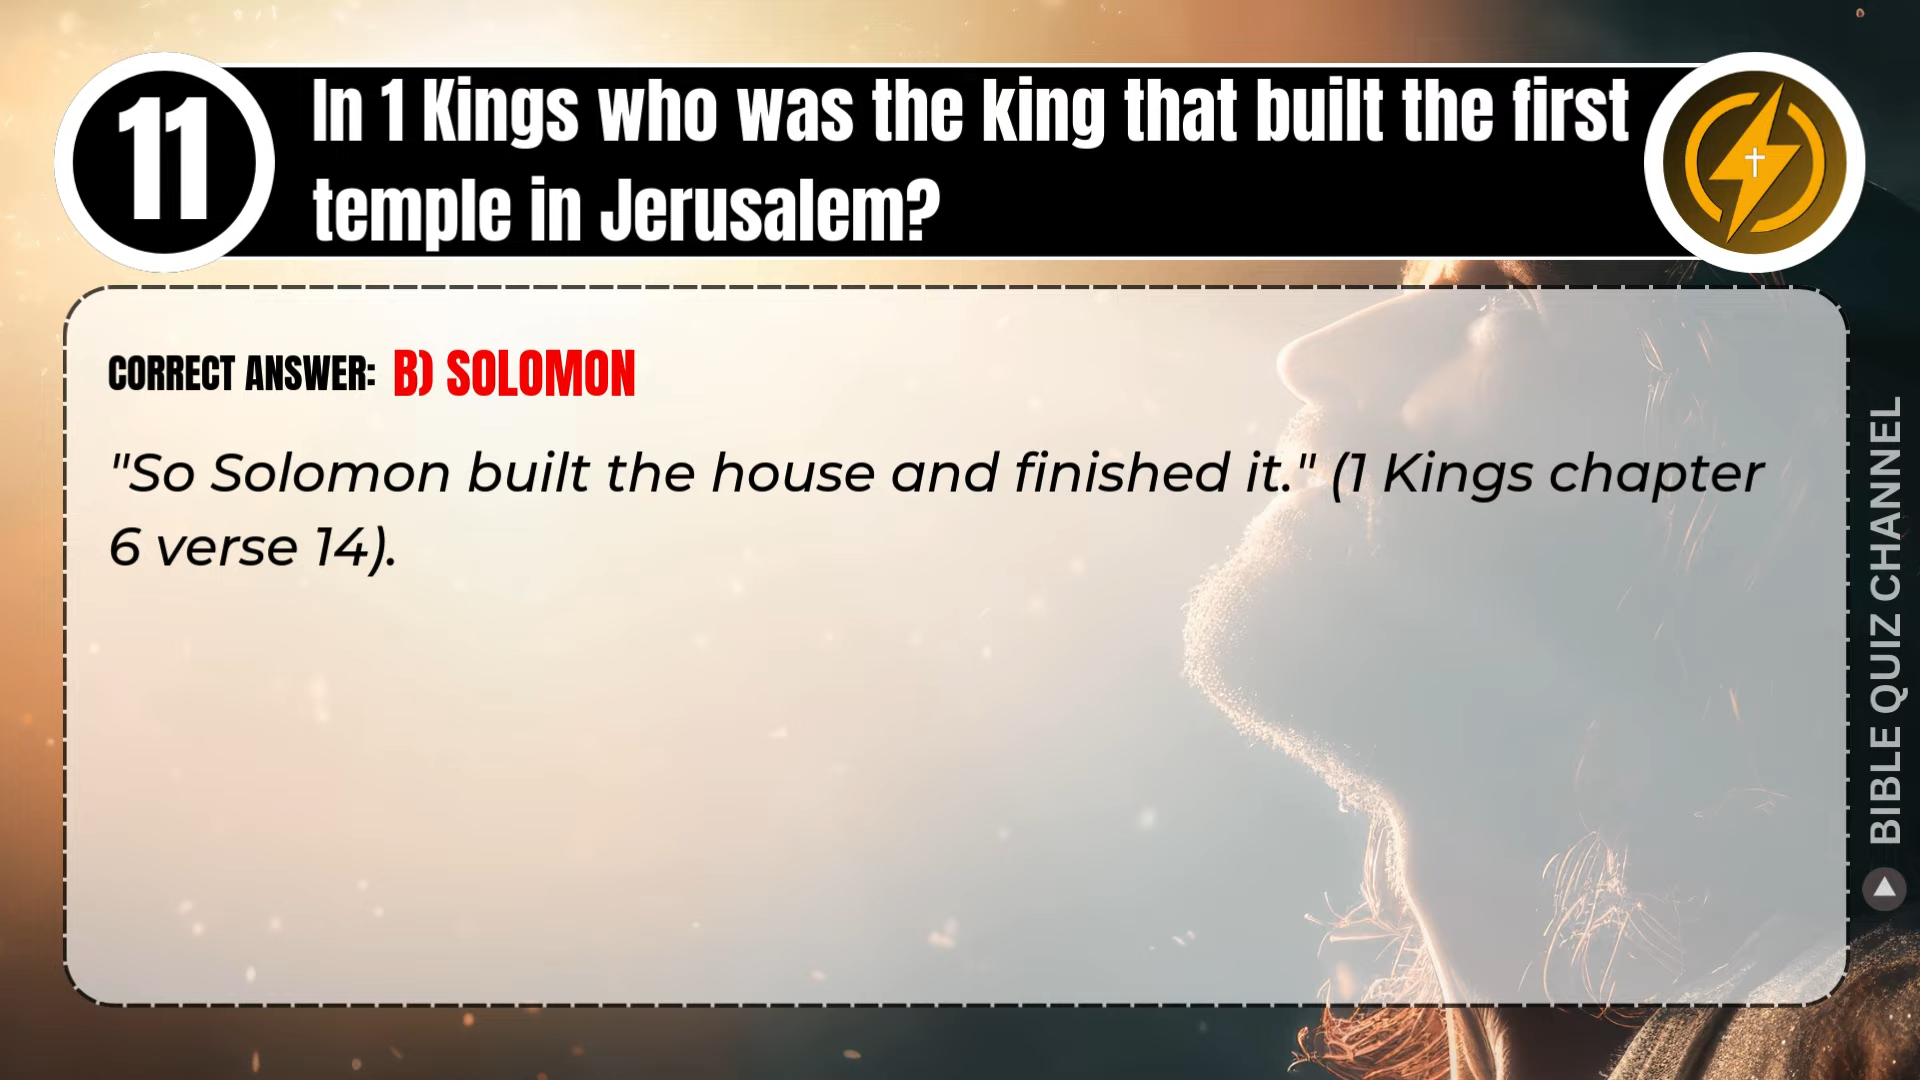 11
In 1 Kings who was the king that built the first
temple in Jerusalem?
CORRECT ANSWER: B) SOLOMON
"So Solomon built the house and finished it." (1 Kings chapter
6 verse 14).
BIBLE QUIZ CHANNEL